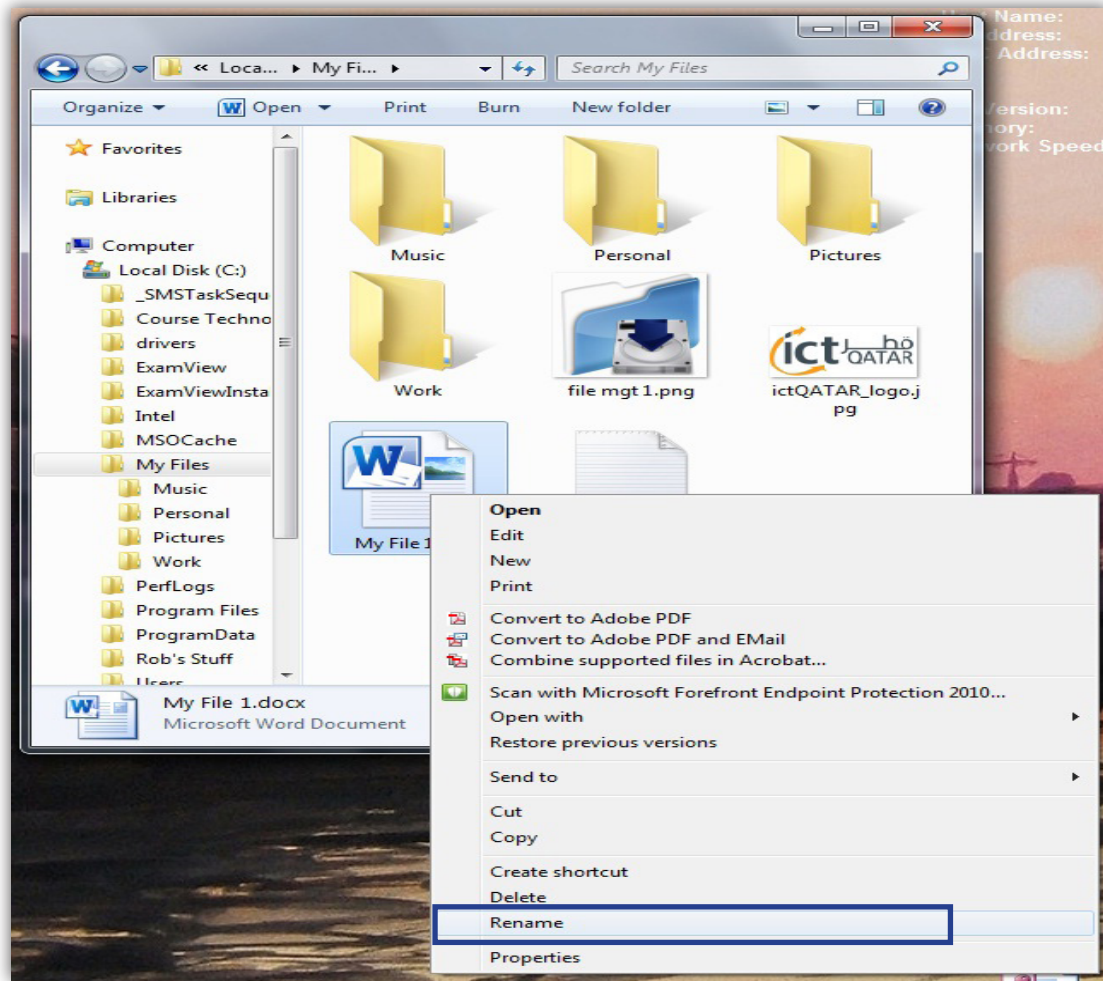 Name:
ddress:
Address:
Version:
ory:
work Speed
« Loca... ▸ My Fi... ▸
Search My Files
Organize
Open
Print
Burn
New folder
Favorites
Libraries
Computer
Local Disk (C:)
_SMSTaskSequ
Course Techno
drivers
ExamView
ExamViewInsta
Intel
MSOCache
My Files
Music
Personal
Pictures
Work
PerfLogs
Program Files
ProgramData
Rob's Stuff
Users
Music
Personal
Pictures
Work
file mgt 1.png
ict QATAR
ictQATAR_logo.j
pg
W
My File 1
Open
Edit
New
Print
Convert to Adobe PDF
Convert to Adobe PDF and EMail
Combine supported files in Acrobat...
Scan with Microsoft Forefront Endpoint Protection 2010...
Open with
Restore previous versions
Send to
Cut
Copy
Create shortcut
Delete
Rename
Properties
My File 1.docx
Microsoft Word Document